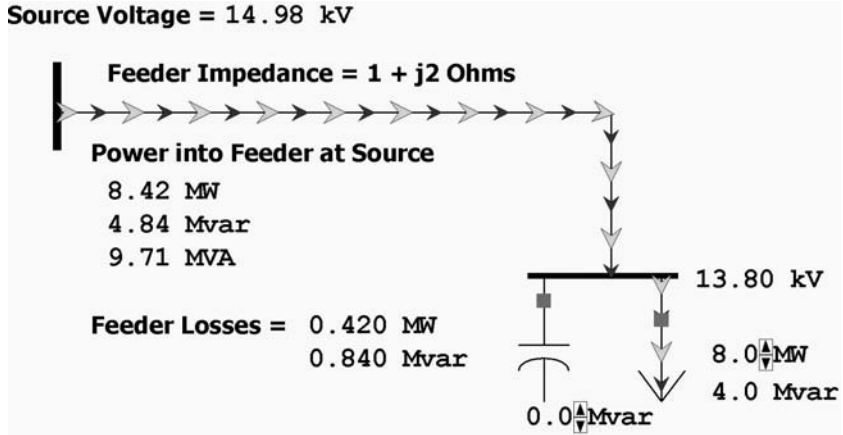 Source Voltage = 14.98 kV
Feeder Impedance = 1 + j2 Ohms
Power into Feeder at Source
8.42 MW
4.84 Mvar
9.71 MVA
13.80 kV
Feeder Losses = 0.420 MW
0.840 Mvar
8.0 MW
4.0 Mvar
0.0 Mvar